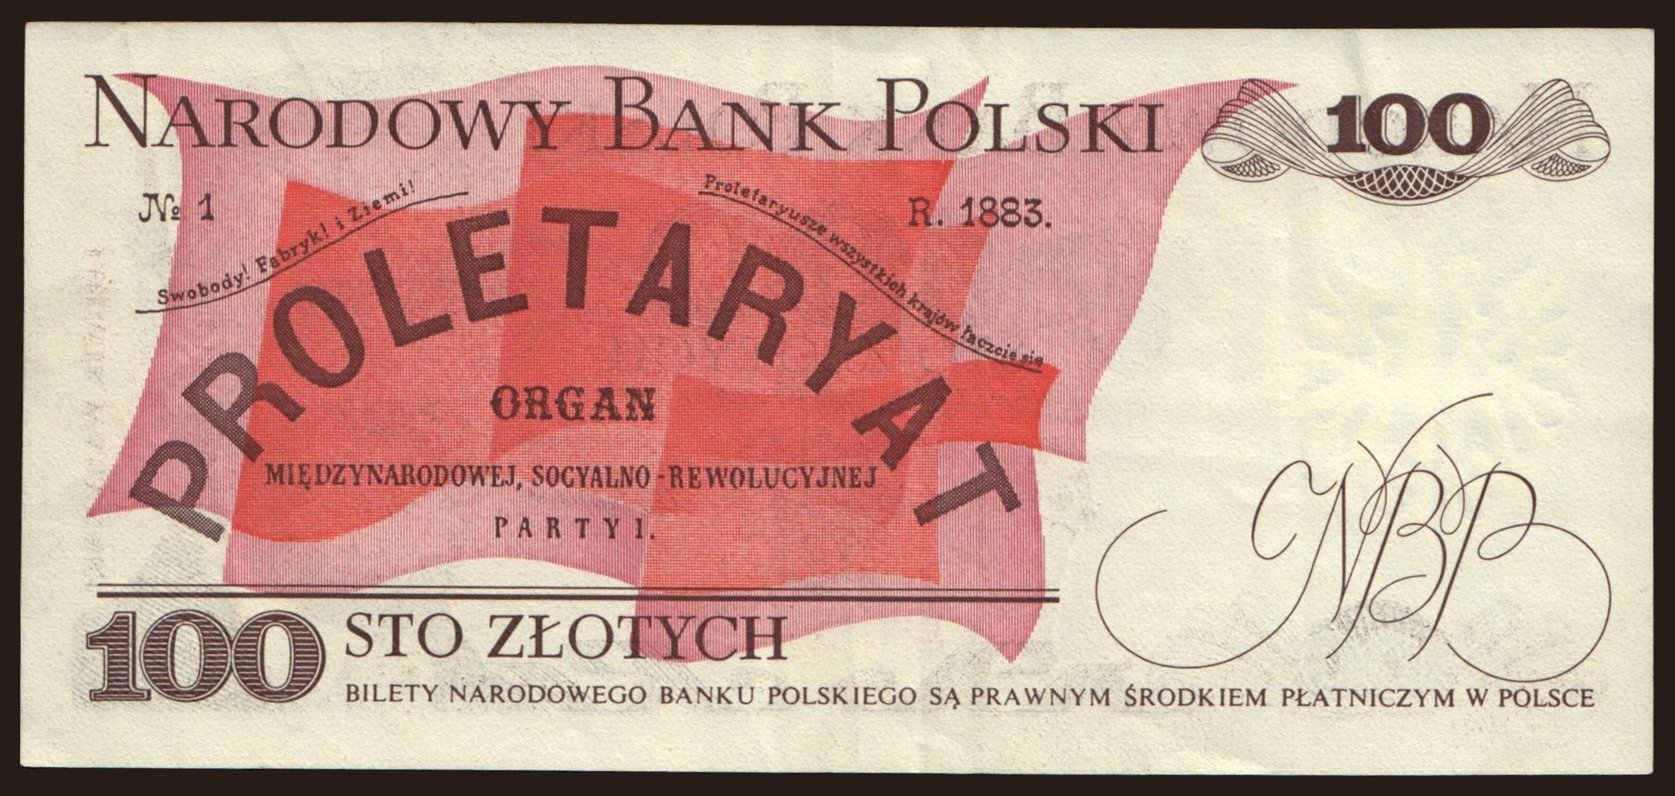 NARODOWY BANK POLSKI
100
№ 1
R. 1883.
Swobody! Fabryk! i Ziemi!
Proletaryusze wszystkich krajów łączcie się
PROLETARYAT
ORGAN
MIĘDZYNARODOWEJ, SOCYALNO-REWOLUCYJNEJ
PARTYI.
NBP
100
STO ZŁOTYCH
BILETY NARODOWEGO BANKU POLSKIEGO SĄ PRAWNYM ŚRODKIEM PŁATNICZYM W POLSCE